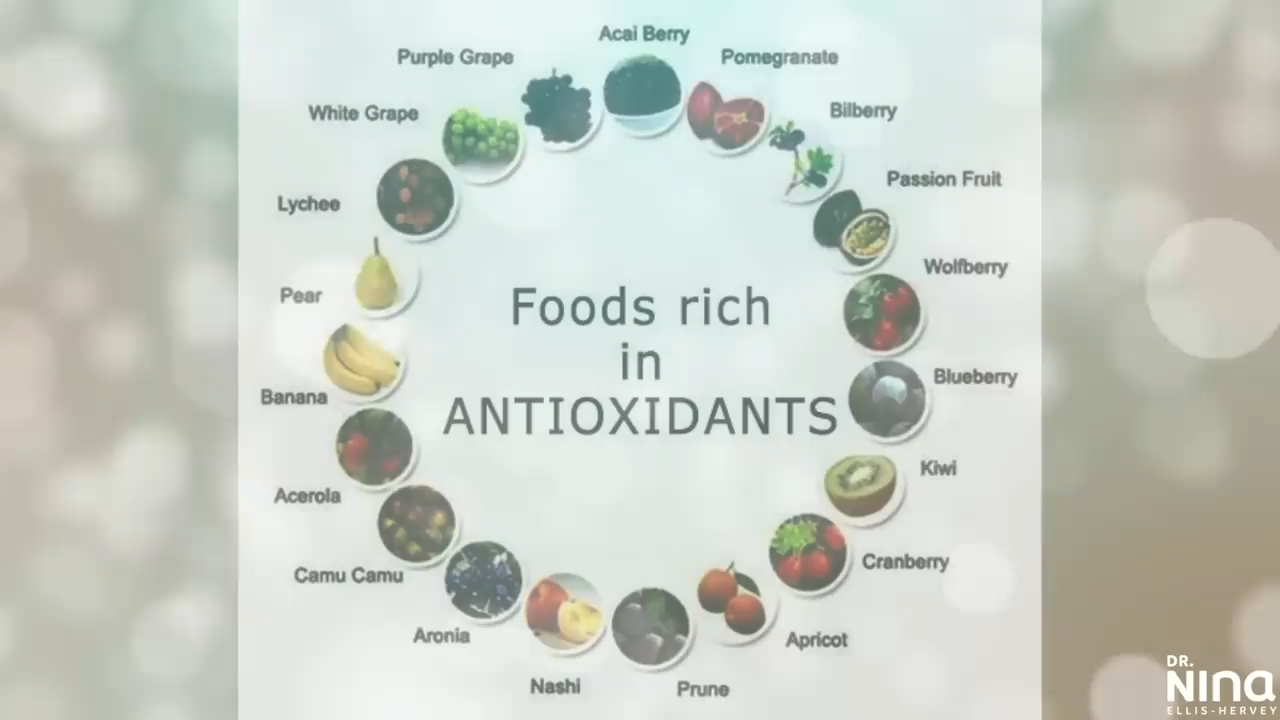 Acai Berry
Purple Grape
Pomegranate
White Grape
Bilberry
Passion Fruit
Lychee
Wolfberry
Pear
Foods rich
in
ANTIOXIDANTS
Blueberry
Banana
Kiwi
Acerola
Cranberry
Camu Camu
Aronia
Apricot
Nashi
Prune
DR.
Nina
ELLIS-HERVEY